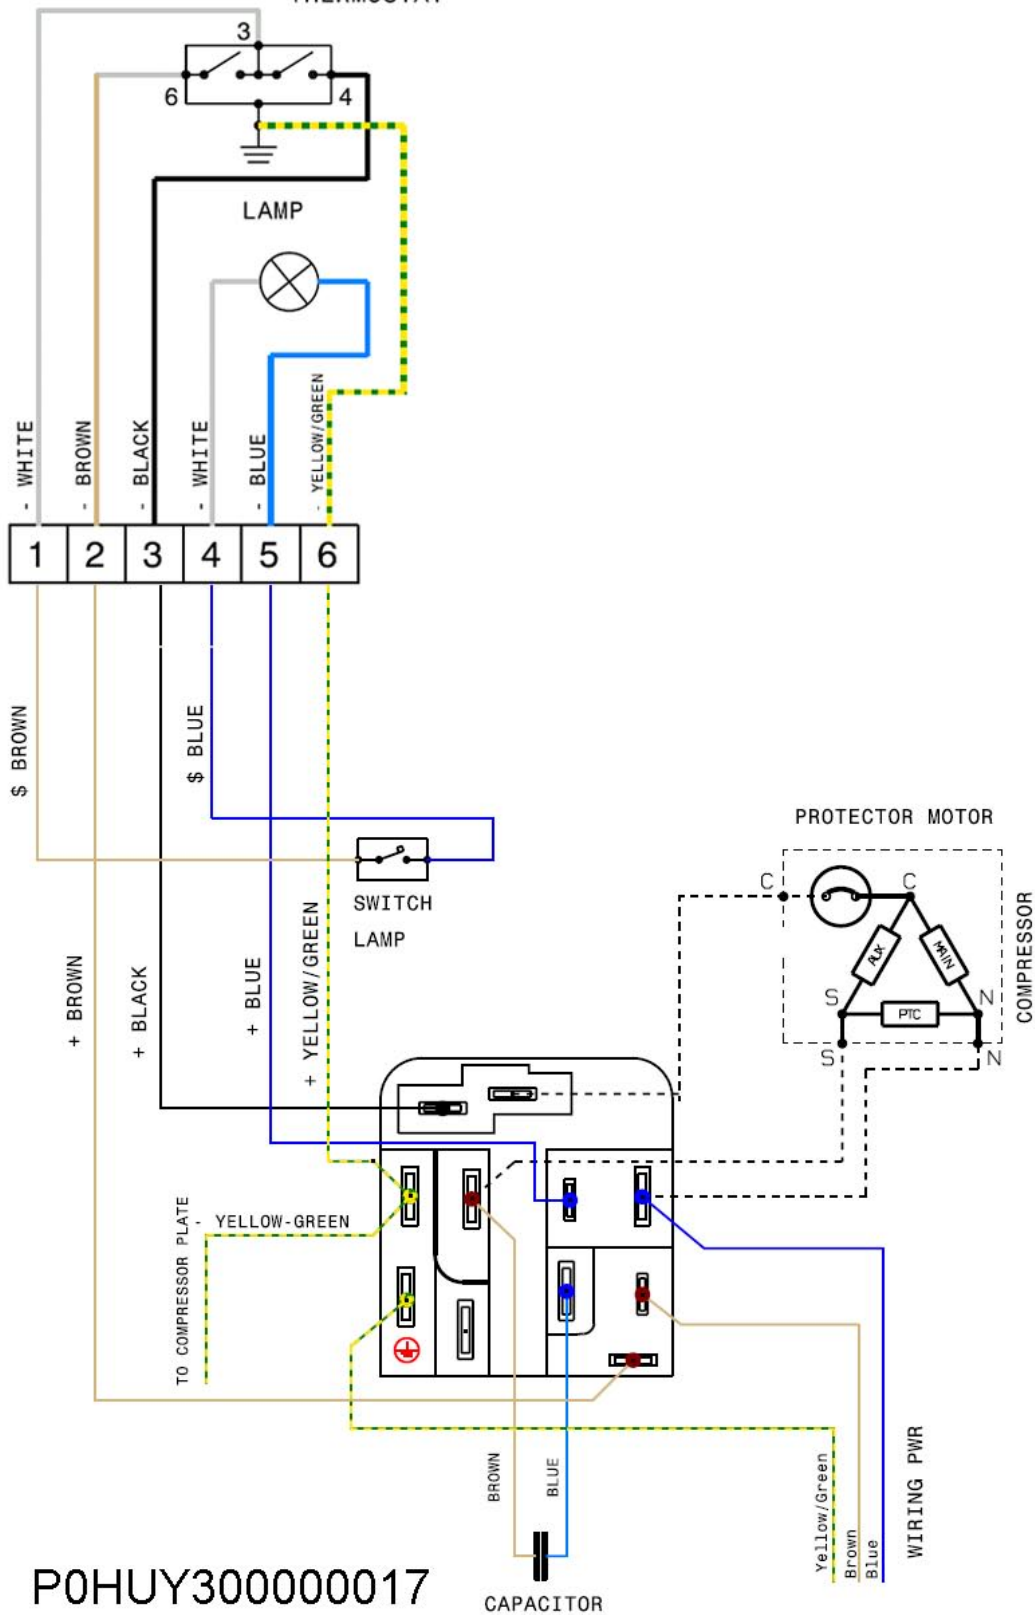 THERMOSTAT
3
6
4
LAMP
- WHITE
- BROWN
- BLACK
- WHITE
- BLUE
- YELLOW/GREEN
1 2 3 4 5 6
$ BROWN
$ BLUE
SWITCH
LAMP
+ BROWN
+ BLACK
+ BLUE
+ YELLOW/GREEN
PROTECTOR MOTOR
C
C
AUX
MAIN
S
PTC
N
S
N
COMPRESSOR
TO COMPRESSOR PLATE
- YELLOW-GREEN
BROWN
BLUE
Yellow/Green
Brown
Blue
WIRING PWR
P0HUY300000017
CAPACITOR